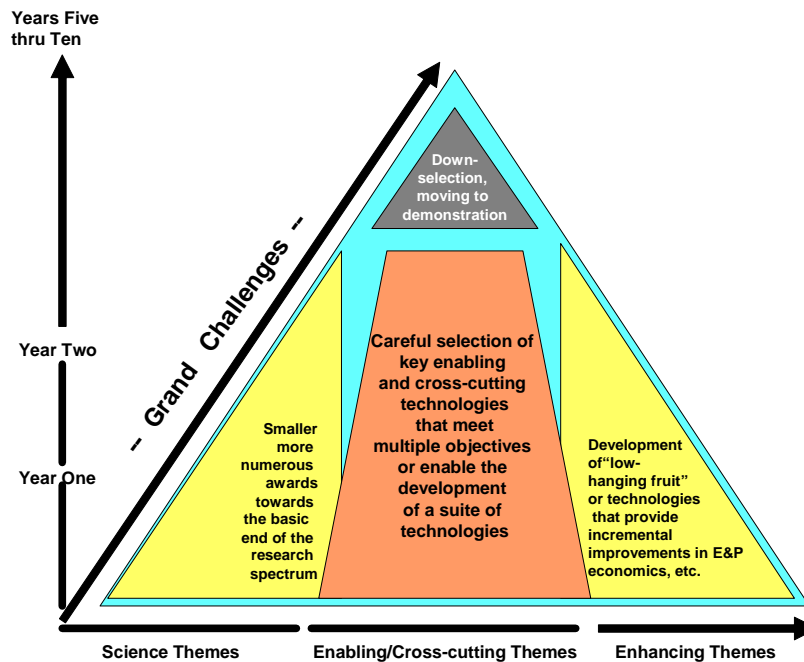 Years Five
thru Ten
Down-
selection,
moving to
demonstration
-- Grand Challenges --
Year Two
Year One
Smaller
more
numerous
awards
towards
the basic
end of the
research
spectrum
Careful selection of
key enabling
and cross-cutting
technologies
that meet
multiple objectives
or enable the
development
of a suite of
technologies
Development
of“low-
hanging fruit”
or technologies
that provide
incremental
improvements in E&P
economics, etc.
Science Themes
Enabling/Cross-cutting Themes
Enhancing Themes